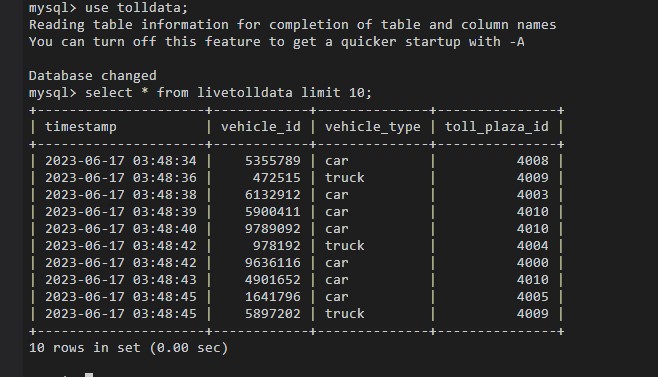 mysql> use tolldata;
Reading table information for completion of table and column names
You can turn off this feature to get a quicker startup with -A
Database changed
mysql> select * from livetolldata limit 10;
+---------------------+------------+--------------+---------------+
| timestamp           | vehicle_id | vehicle_type | toll_plaza_id |
+---------------------+------------+--------------+---------------+
| 2023-06-17 03:48:34 |    5355789 | car          |          4008 |
| 2023-06-17 03:48:36 |     472515 | truck        |          4009 |
| 2023-06-17 03:48:38 |    6132912 | car          |          4003 |
| 2023-06-17 03:48:39 |    5900411 | car          |          4010 |
| 2023-06-17 03:48:40 |    9789092 | car          |          4010 |
| 2023-06-17 03:48:42 |     978192 | truck        |          4004 |
| 2023-06-17 03:48:42 |    9636116 | car          |          4000 |
| 2023-06-17 03:48:43 |    4901652 | car          |          4010 |
| 2023-06-17 03:48:45 |    1641796 | car          |          4005 |
| 2023-06-17 03:48:45 |    5897202 | truck        |          4009 |
+---------------------+------------+--------------+---------------+
10 rows in set (0.00 sec)